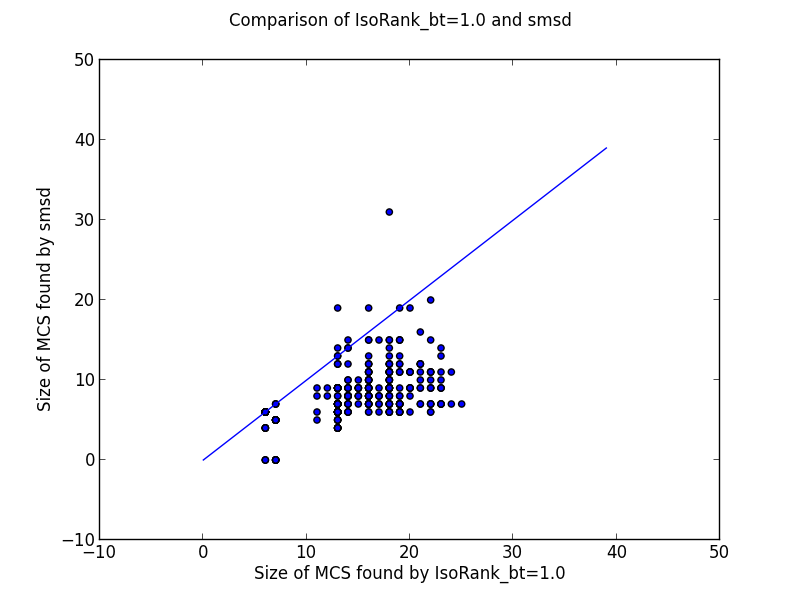 Comparison of IsoRank_bt=1.0 and smsd
50
40
30
20
10
0
−10
−10 0 10 20 30 40 50
Size of MCS found by smsd
Size of MCS found by IsoRank_bt=1.0